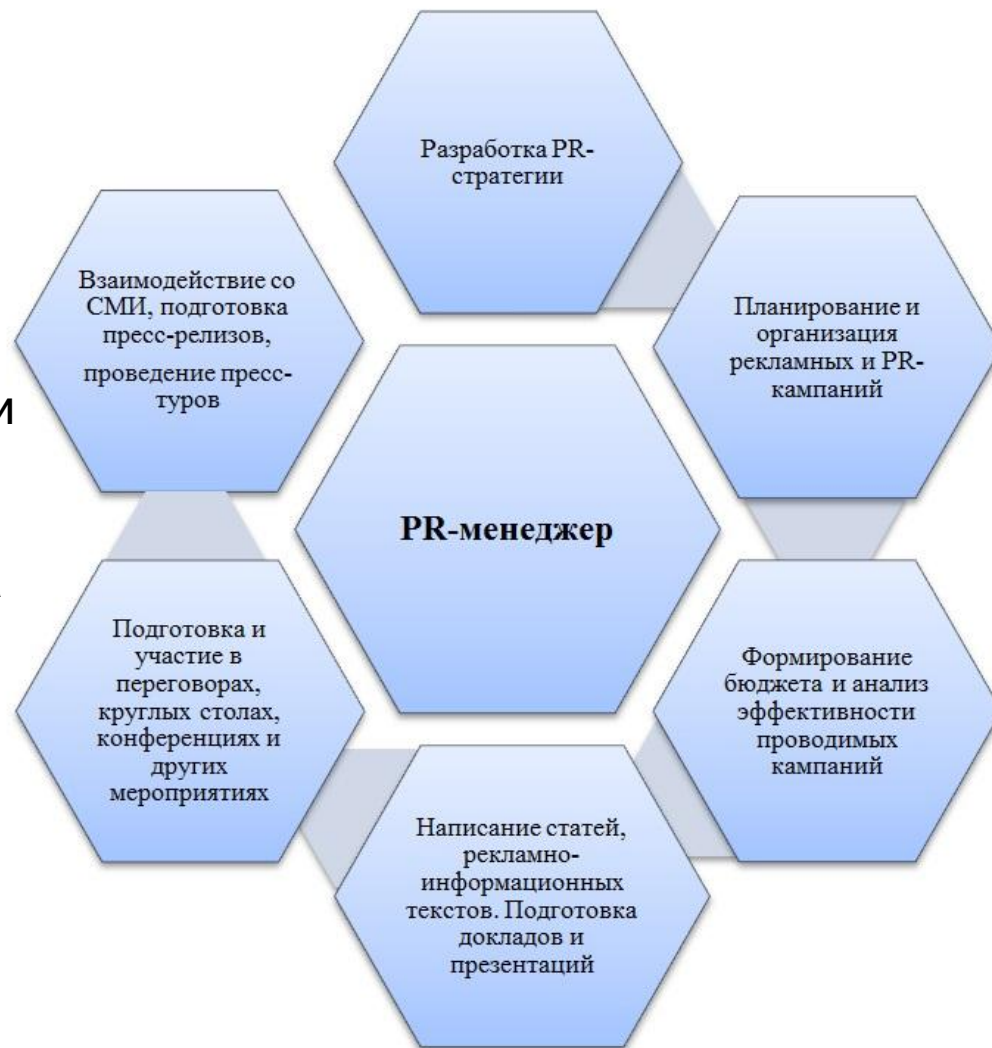 Разработка PR-
стратегии
Планирование и
организация
рекламных и PR-
кампаний
Формирование
бюджета и анализ
эффективности
проводимых
кампаний
Написание статей,
рекламно-
информационных
текстов. Подготовка
докладов и
презентаций
Подготовка и
участие в
переговорах,
круглых столах,
конференциях и
других
мероприятиях
Взаимодействие со
СМИ, подготовка
пресс-релизов,
проведение пресс-
туров
PR-менеджер
и